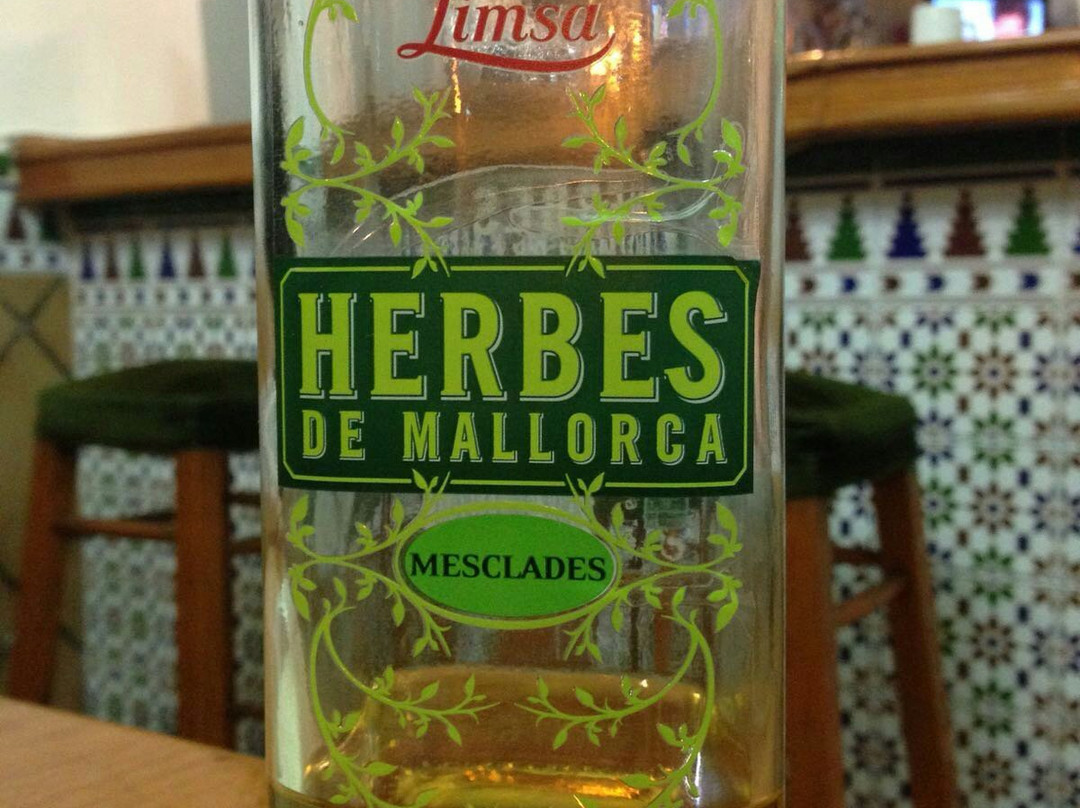 Limsa
HERBES
DE MALLORCA
MESCLADES